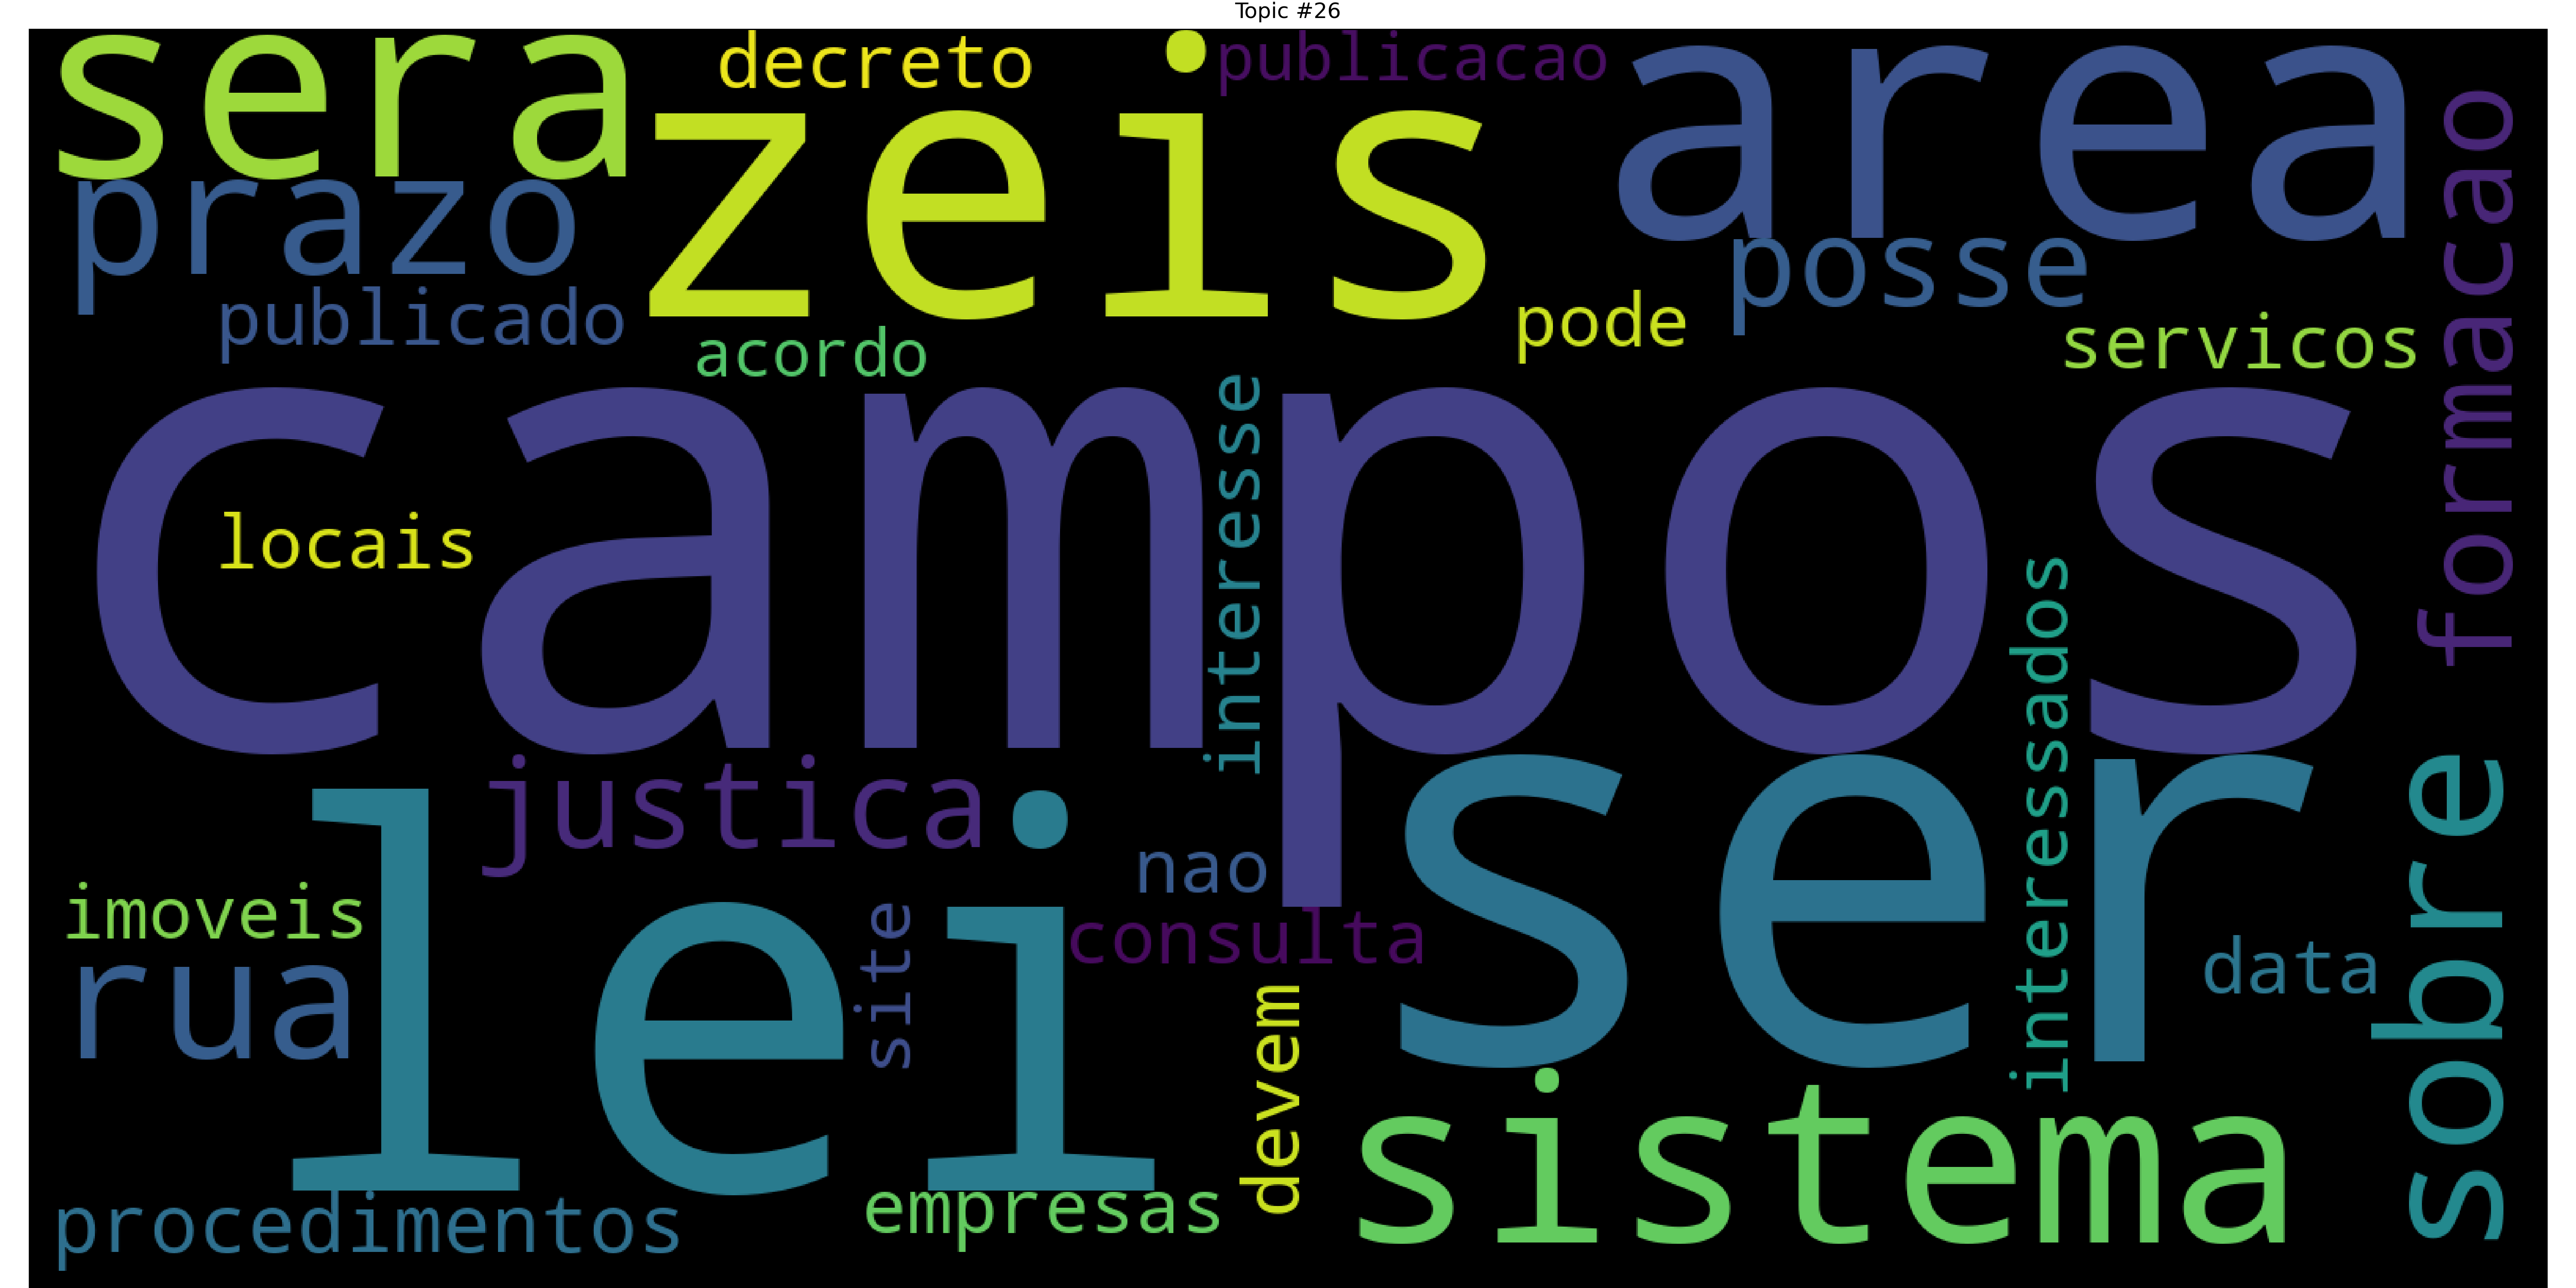 Topic #26
sera
decreto
publicacao
zeis
area
formacao
prazo
posse
publicado
acordo
pode
servicos
campos
locais
interesse
interessados
justica
lei
ser
nao
sobre
imoveis
rua
site
consulta
data
devem
sistema
procedimentos
empresas